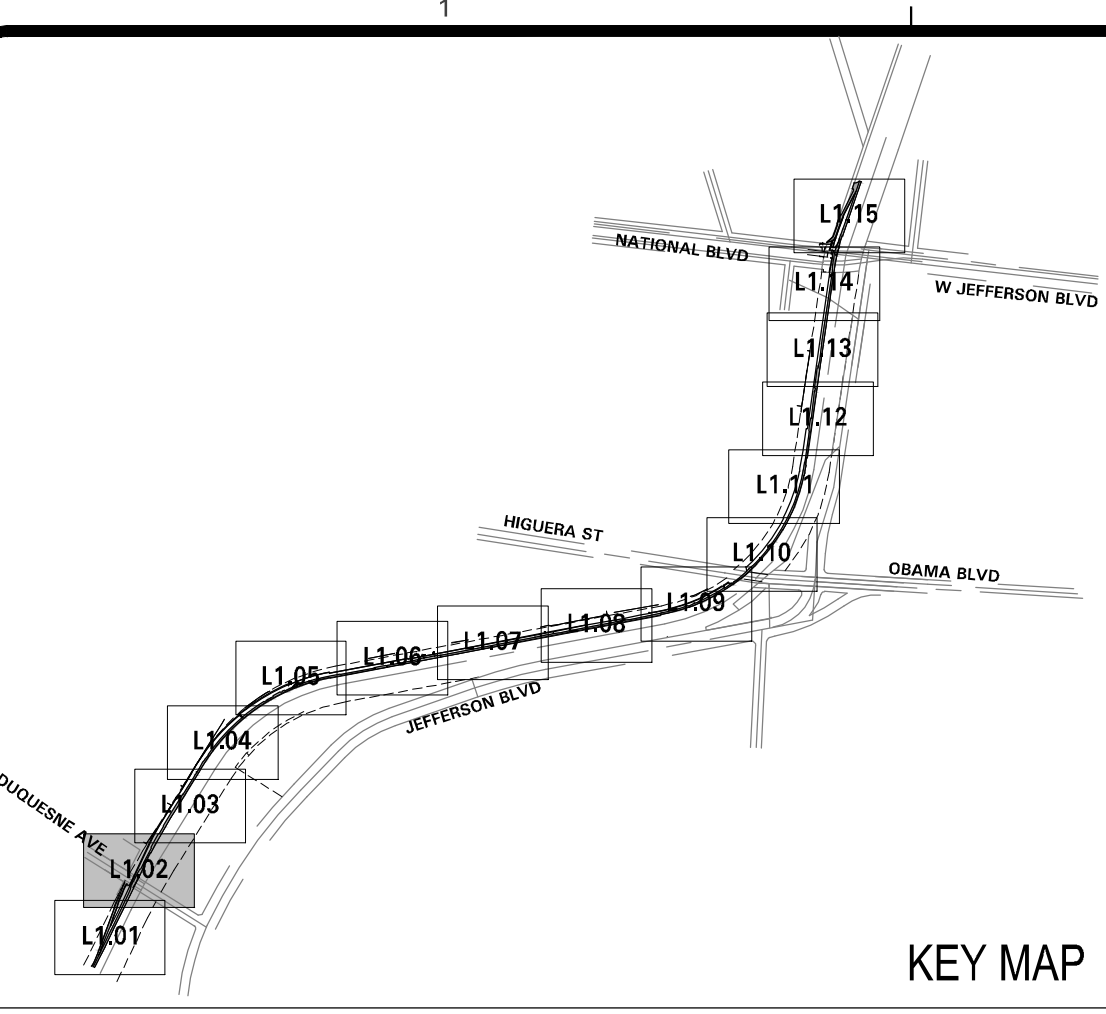 1
L1.15
NATIONAL BLVD
L1.14
W JEFFERSON BLVD
L1.13
L1.12
L1.11
HIGUERA ST
L1.10
OBAMA BLVD
L1.09
L1.08
L1.07
L1.06
L1.05
JEFFERSON BLVD
L1.04
L1.03
DUQUESNE AVE
L1.02
L1.01
KEY MAP